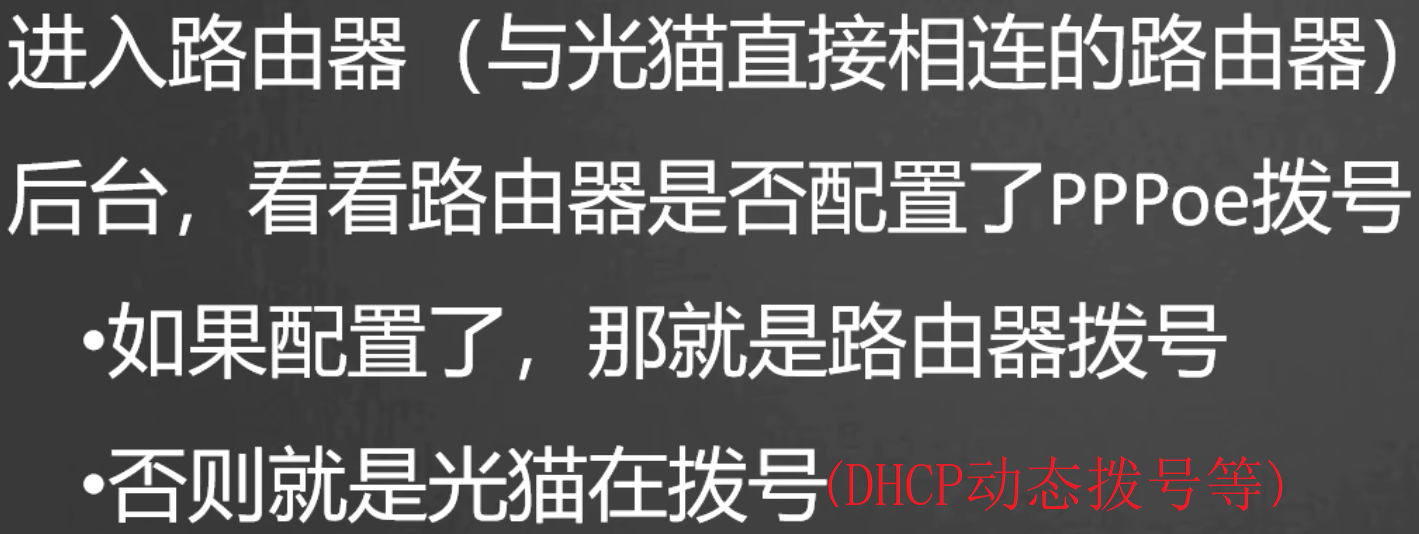 进入路由器（与光猫直接相连的路由器）
后台，看看路由器是否配置了PPPoe拨号
•如果配置了，那就是路由器拨号
•否则就是光猫在拨号(DHCP动态拨号等)